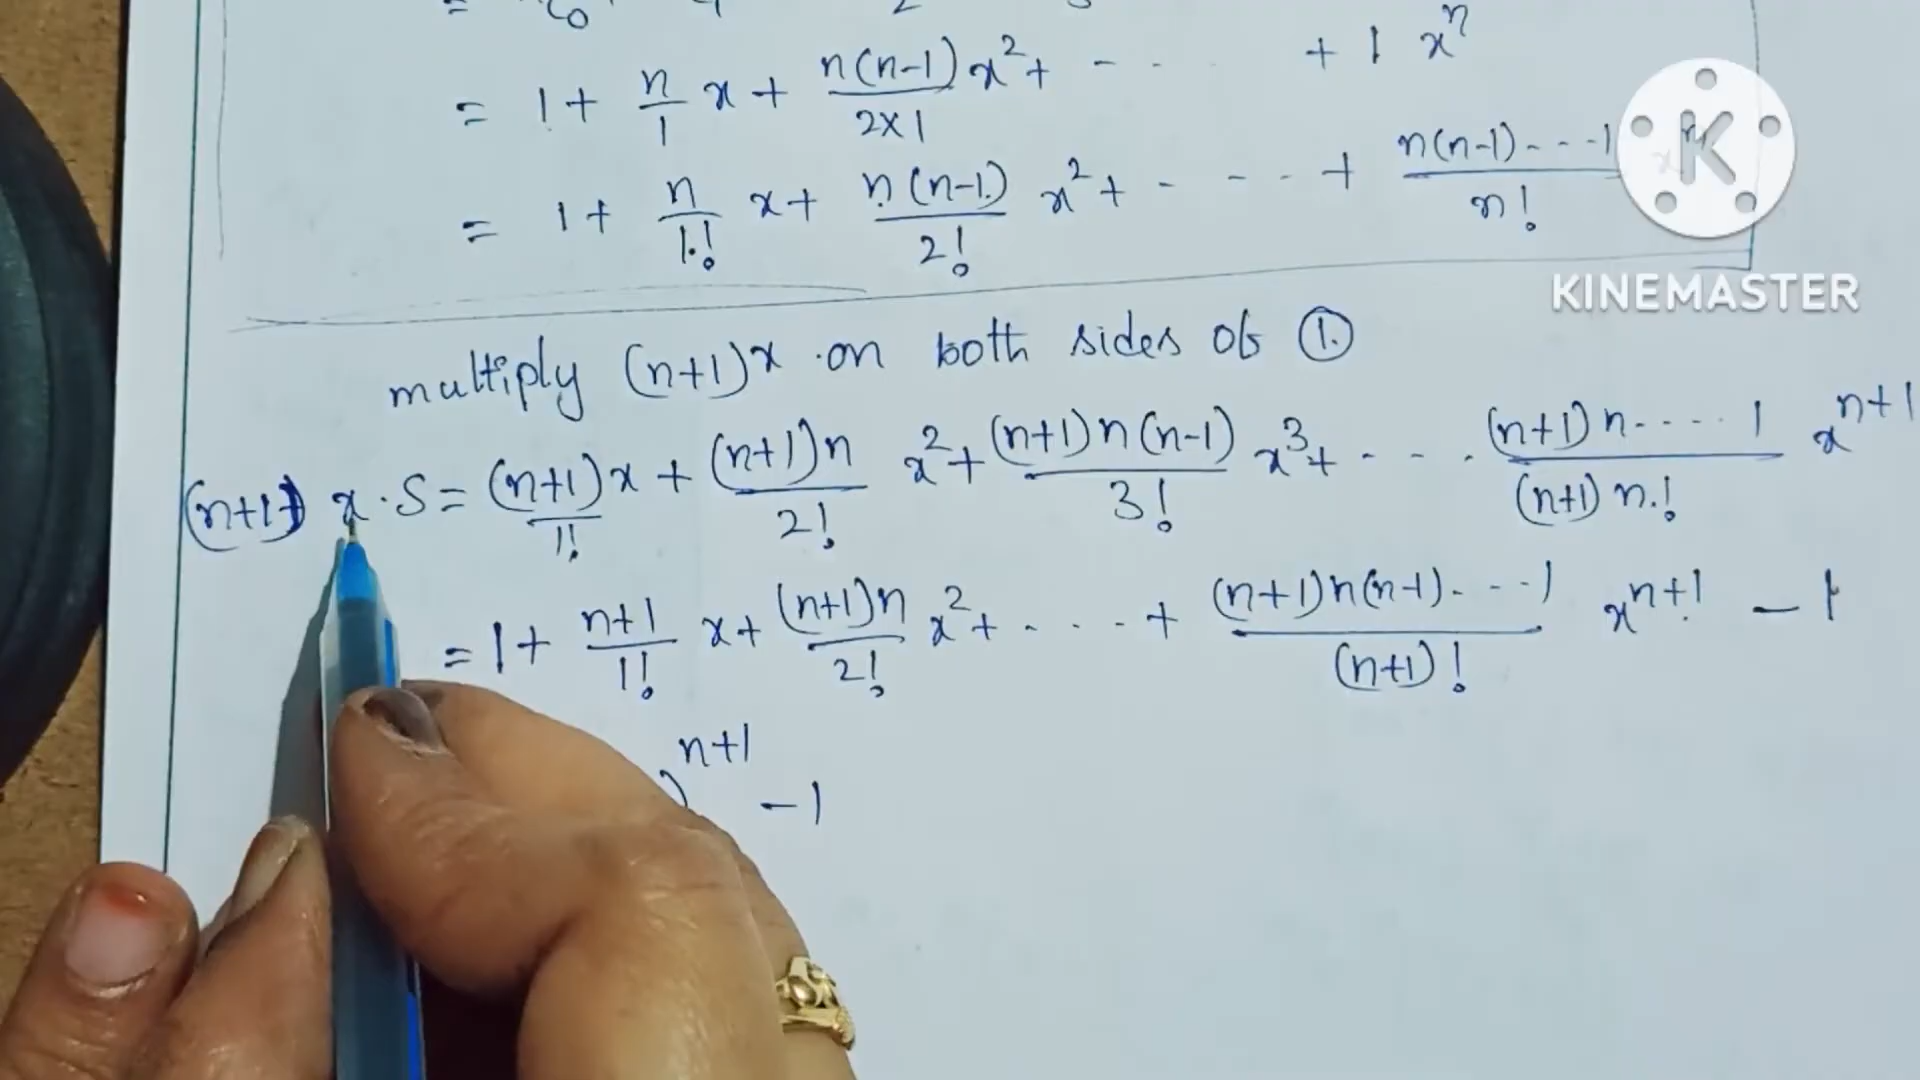 = 1 + n/1 x + n(n-1)/2×1 x² + - - . + 1 xⁿ
= 1 + n/1! x + n(n-1)/2! x² + - - - . + n(n-1)---1/n!
KINEMASTER
multiply (n+1)x on both sides of ①
(n+1) x·S = (n+1)x/1! + (n+1)n/2! x² + (n+1)n(n-1)/3! x³ + - - . (n+1)n.....1/(n+1)n! xⁿ⁺¹
= 1 + n+1/1! x + (n+1)n/2! x² + - . - . + (n+1)n(n-1)....1/(n+1)! xⁿ⁺¹ - 1
)ⁿ⁺¹ - 1